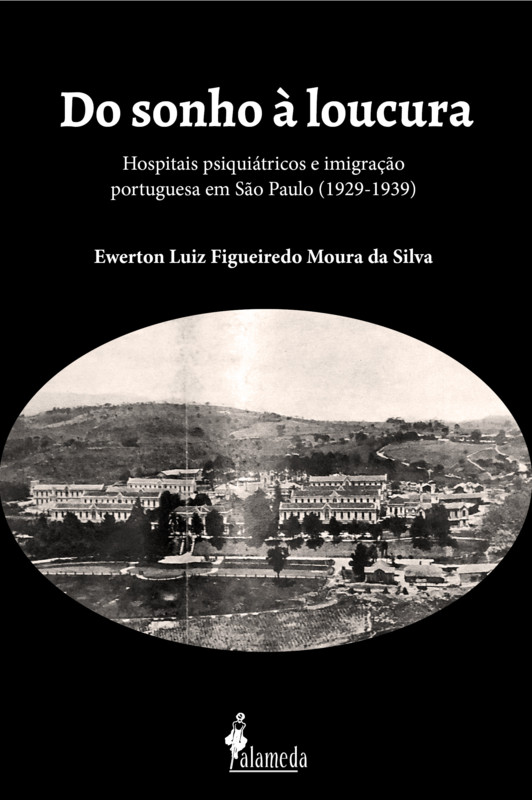 Do sonho à loucura
Hospitais psiquiátricos e imigração
portuguesa em São Paulo (1929-1939)
Ewerton Luiz Figueiredo Moura da Silva
alameda